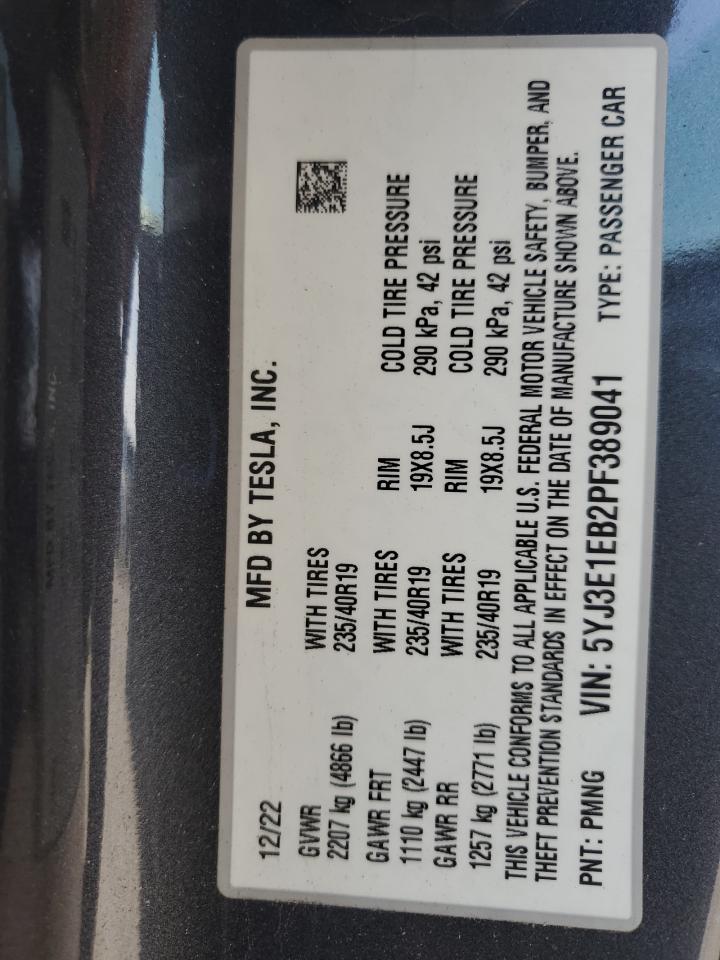 MFD BY TESLA, INC.
12/22
GVWR WITH TIRES
2207 kg (4866 lb) 235/40R19
GAWR FRT WITH TIRES RIM COLD TIRE PRESSURE
1110 kg (2447 lb) 235/40R19 19X8.5J 290 kPa, 42 psi
GAWR RR WITH TIRES RIM COLD TIRE PRESSURE
1257 kg (2771 lb) 235/40R19 19X8.5J 290 kPa, 42 psi
THIS VEHICLE CONFORMS TO ALL APPLICABLE U.S. FEDERAL MOTOR VEHICLE SAFETY, BUMPER, AND
THEFT PREVENTION STANDARDS IN EFFECT ON THE DATE OF MANUFACTURE SHOWN ABOVE.
PNT: PMNG VIN: 5YJ3E1EB2PF389041 TYPE: PASSENGER CAR